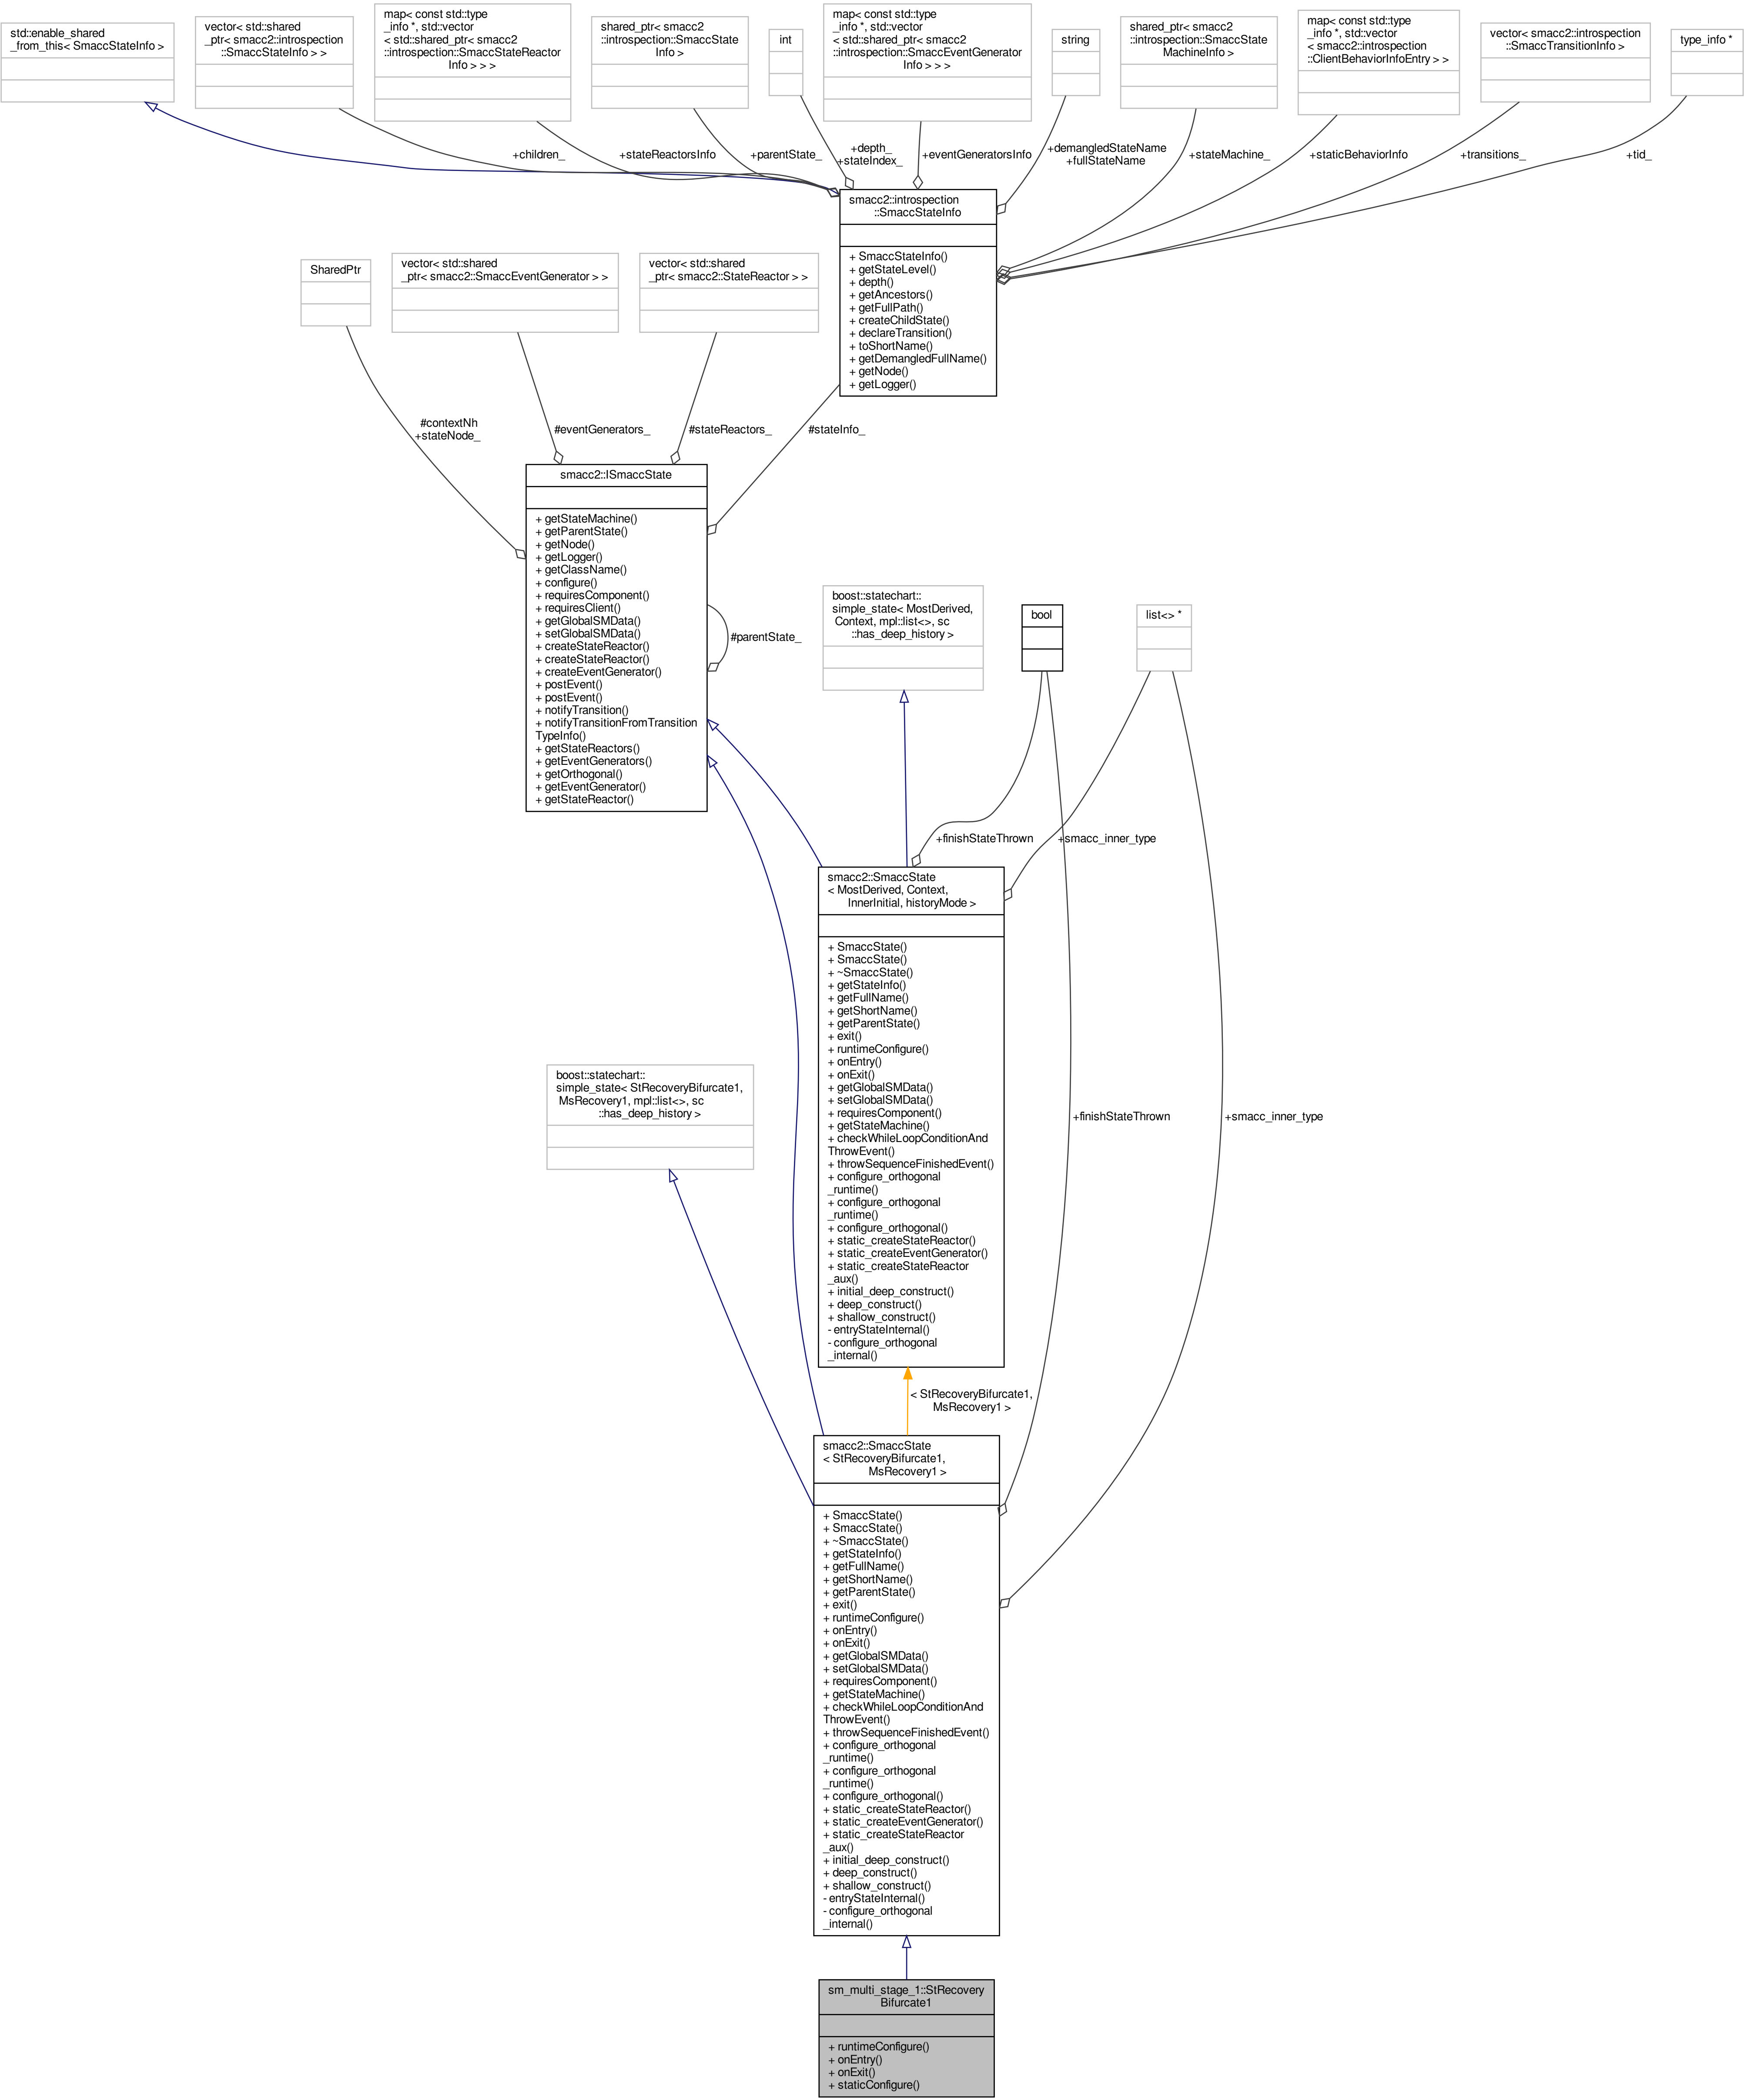 std::enable_shared
_from_this< SmaccStateInfo >
vector< std::shared
_ptr< smacc2::introspection
::SmaccStateInfo > >
map< const std::type
_info *, std::vector
< std::shared_ptr< smacc2
::introspection::SmaccStateReactor
Info > > >
shared_ptr< smacc2
::introspection::SmaccState
Info >
int
map< const std::type
_info *, std::vector
< std::shared_ptr< smacc2
::introspection::SmaccEventGenerator
Info > > >
string
shared_ptr< smacc2
::introspection::SmaccState
MachineInfo >
map< const std::type
_info *, std::vector
< smacc2::introspection
::ClientBehaviorInfoEntry > >
vector< smacc2::introspection
::SmaccTransitionInfo >
type_info *
+children_
+stateReactorsInfo
+parentState_
+depth_
+stateIndex_
+eventGeneratorsInfo
+demangledStateName
+fullStateName
+stateMachine_
+staticBehaviorInfo
+transitions_
+tid_
smacc2::introspection
::SmaccStateInfo
+ SmaccStateInfo()
+ getStateLevel()
+ depth()
+ getAncestors()
+ getFullPath()
+ createChildState()
+ declareTransition()
+ toShortName()
+ getDemangledFullName()
+ getNode()
+ getLogger()
SharedPtr
vector< std::shared
_ptr< smacc2::SmaccEventGenerator > >
vector< std::shared
_ptr< smacc2::StateReactor > >
#contextNh
+stateNode_
#eventGenerators_
#stateReactors_
#stateInfo_
smacc2::ISmaccState
+ getStateMachine()
+ getParentState()
+ getNode()
+ getLogger()
+ getClassName()
+ configure()
+ requiresComponent()
+ requiresClient()
+ getGlobalSMData()
+ setGlobalSMData()
+ createStateReactor()
+ createStateReactor()
+ createEventGenerator()
+ postEvent()
+ postEvent()
+ notifyTransition()
+ notifyTransitionFromTransition
TypeInfo()
+ getStateReactors()
+ getEventGenerators()
+ getOrthogonal()
+ getEventGenerator()
+ getStateReactor()
#parentState_
boost::statechart::
simple_state< MostDerived,
Context, mpl::list<>, sc
::has_deep_history >
bool
list<> *
+finishStateThrown
+smacc_inner_type
smacc2::SmaccState
< MostDerived, Context,
InnerInitial, historyMode >
+ SmaccState()
+ SmaccState()
+ ~SmaccState()
+ getStateInfo()
+ getFullName()
+ getShortName()
+ getParentState()
+ exit()
+ runtimeConfigure()
+ onEntry()
+ onExit()
+ getGlobalSMData()
+ setGlobalSMData()
+ requiresComponent()
+ getStateMachine()
+ checkWhileLoopConditionAnd
ThrowEvent()
+ throwSequenceFinishedEvent()
+ configure_orthogonal
_runtime()
+ configure_orthogonal
_runtime()
+ configure_orthogonal()
+ static_createStateReactor()
+ static_createEventGenerator()
+ static_createStateReactor
_aux()
+ initial_deep_construct()
+ deep_construct()
+ shallow_construct()
- entryStateInternal()
- configure_orthogonal
_internal()
boost::statechart::
simple_state< StRecoveryBifurcate1,
MsRecovery1, mpl::list<>, sc
::has_deep_history >
+finishStateThrown
+smacc_inner_type
< StRecoveryBifurcate1,
MsRecovery1 >
smacc2::SmaccState
< StRecoveryBifurcate1,
MsRecovery1 >
+ SmaccState()
+ SmaccState()
+ ~SmaccState()
+ getStateInfo()
+ getFullName()
+ getShortName()
+ getParentState()
+ exit()
+ runtimeConfigure()
+ onEntry()
+ onExit()
+ getGlobalSMData()
+ setGlobalSMData()
+ requiresComponent()
+ getStateMachine()
+ checkWhileLoopConditionAnd
ThrowEvent()
+ throwSequenceFinishedEvent()
+ configure_orthogonal
_runtime()
+ configure_orthogonal
_runtime()
+ configure_orthogonal()
+ static_createStateReactor()
+ static_createEventGenerator()
+ static_createStateReactor
_aux()
+ initial_deep_construct()
+ deep_construct()
+ shallow_construct()
- entryStateInternal()
- configure_orthogonal
_internal()
sm_multi_stage_1::StRecovery
Bifurcate1
+ runtimeConfigure()
+ onEntry()
+ onExit()
+ staticConfigure()